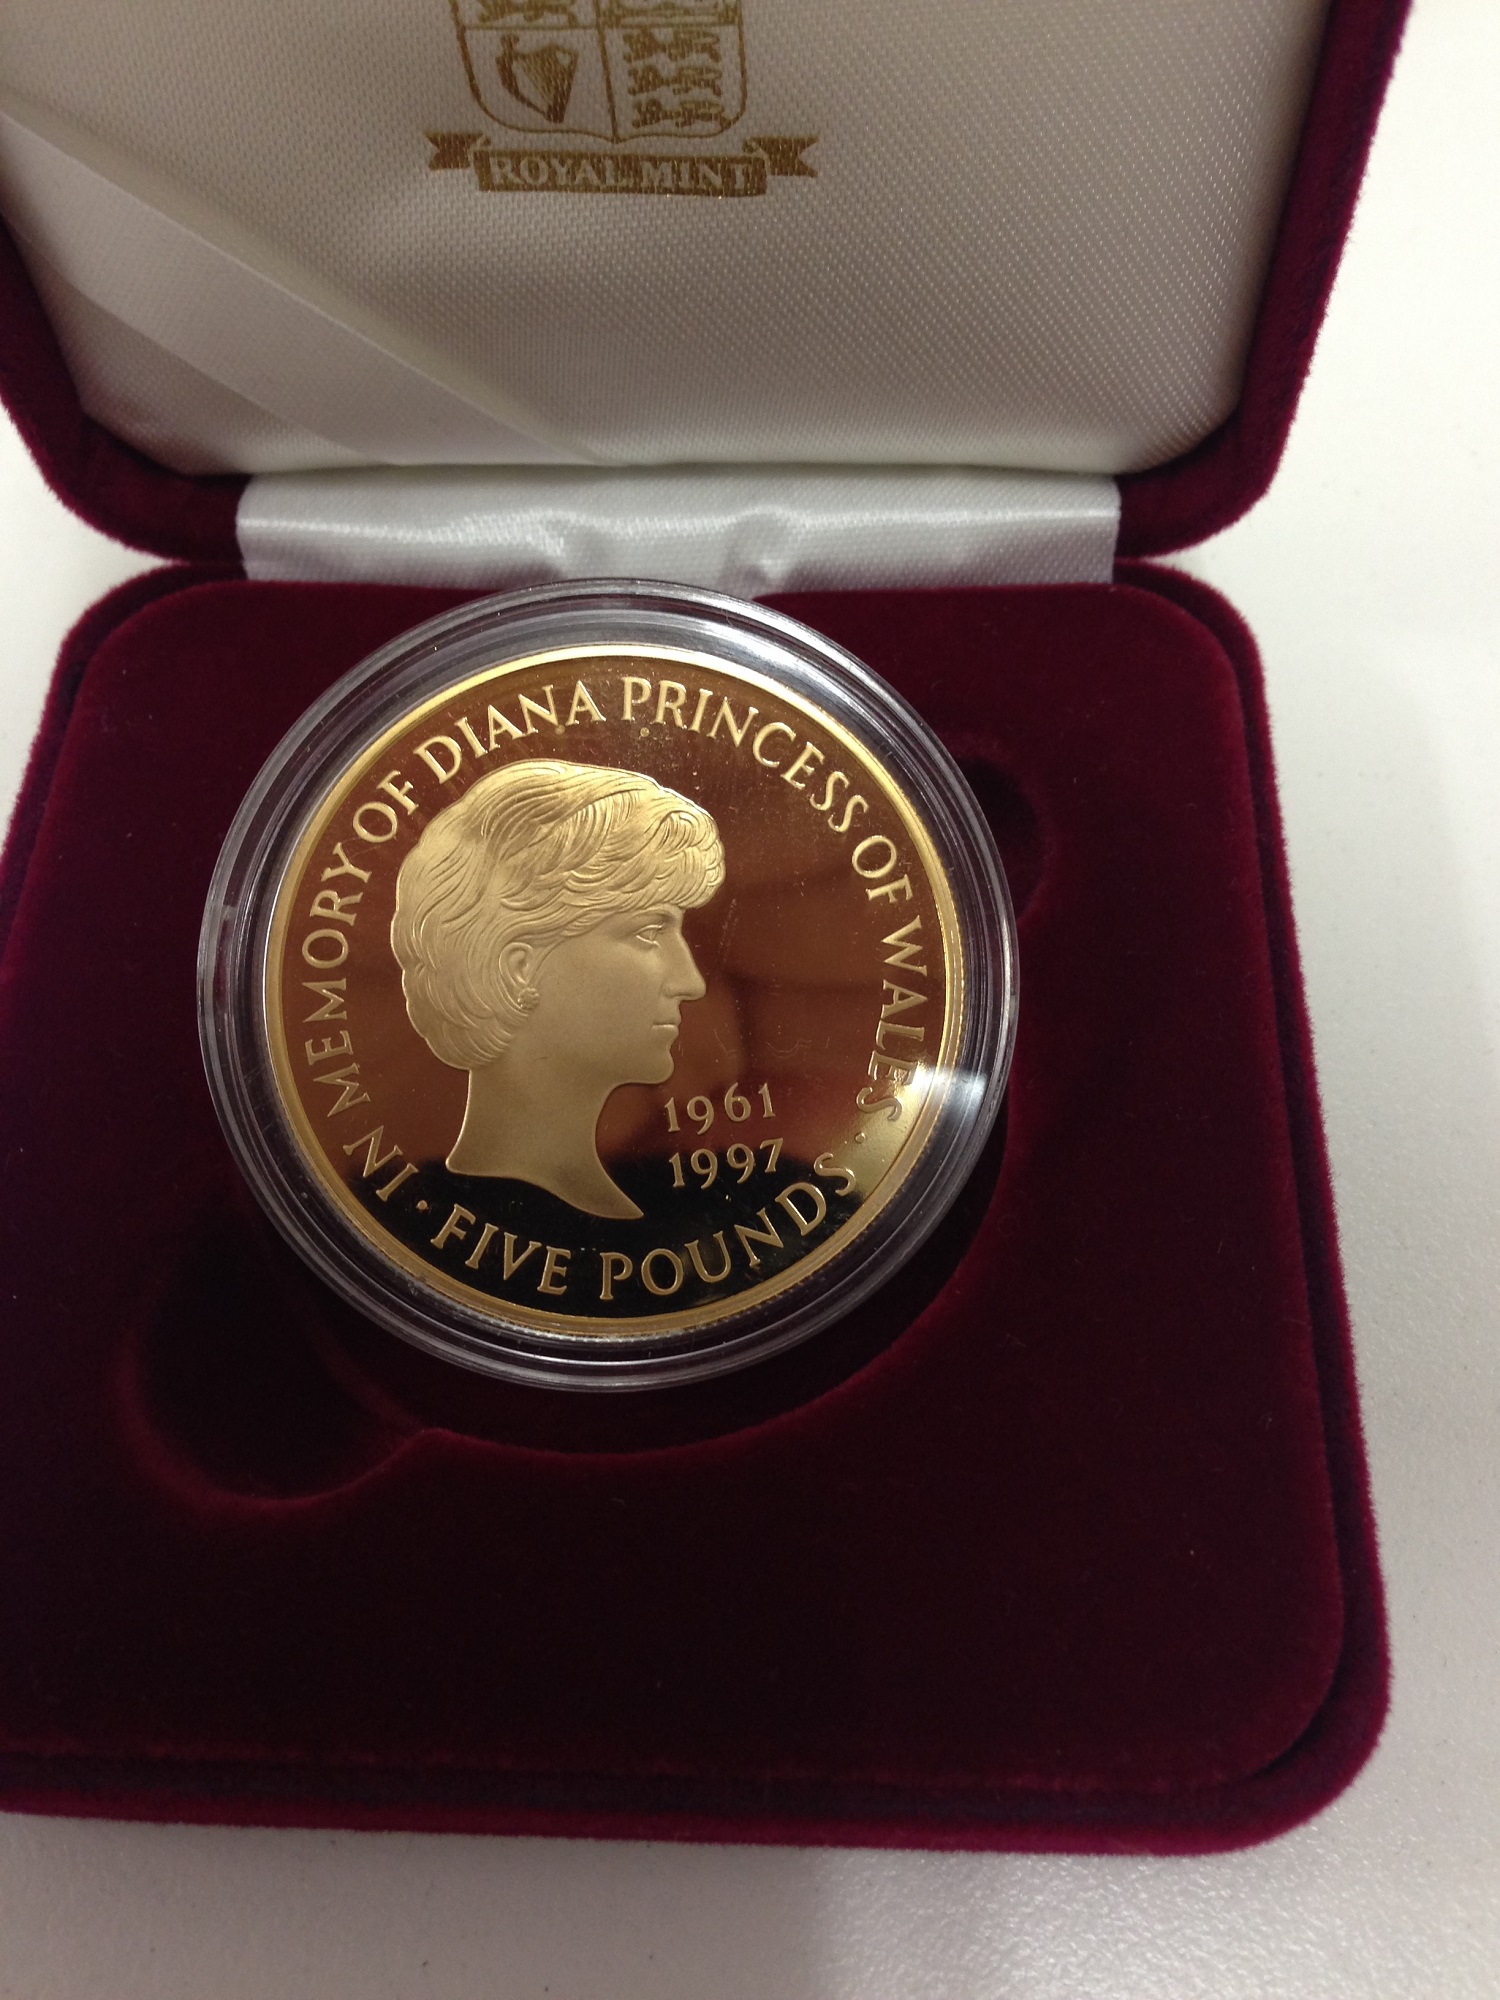 ROYAL MINT
IN MEMORY OF DIANA PRINCESS OF WALES ·
1961
1997
· FIVE POUNDS